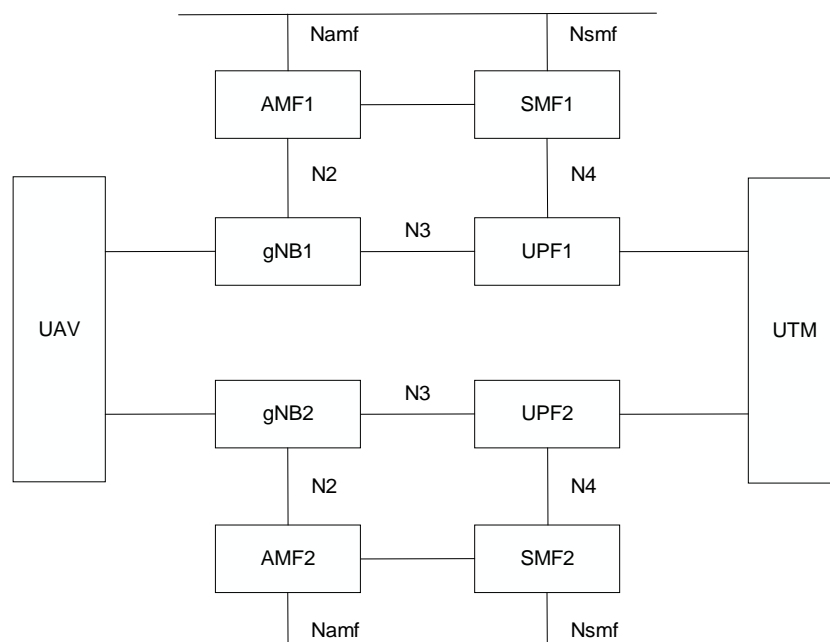 Namf Nsmf
AMF1 SMF1
N2 N4
gNB1 N3 UPF1
UAV UTM
gNB2 N3 UPF2
N2 N4
AMF2 SMF2
Namf Nsmf